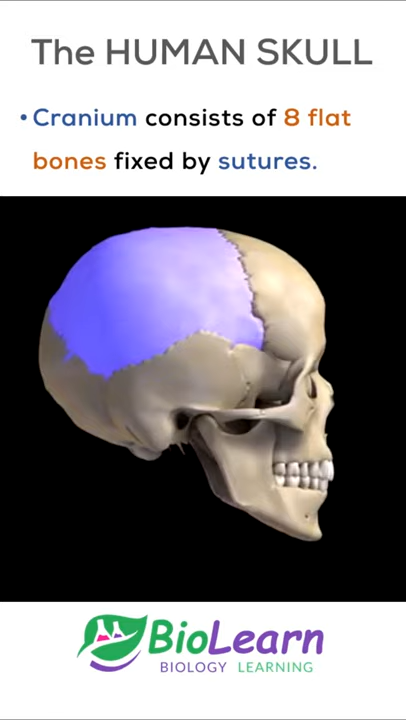 The HUMAN SKULL
• Cranium consists of 8 flat
bones fixed by sutures.
BioLearn
BIOLOGY LEARNING